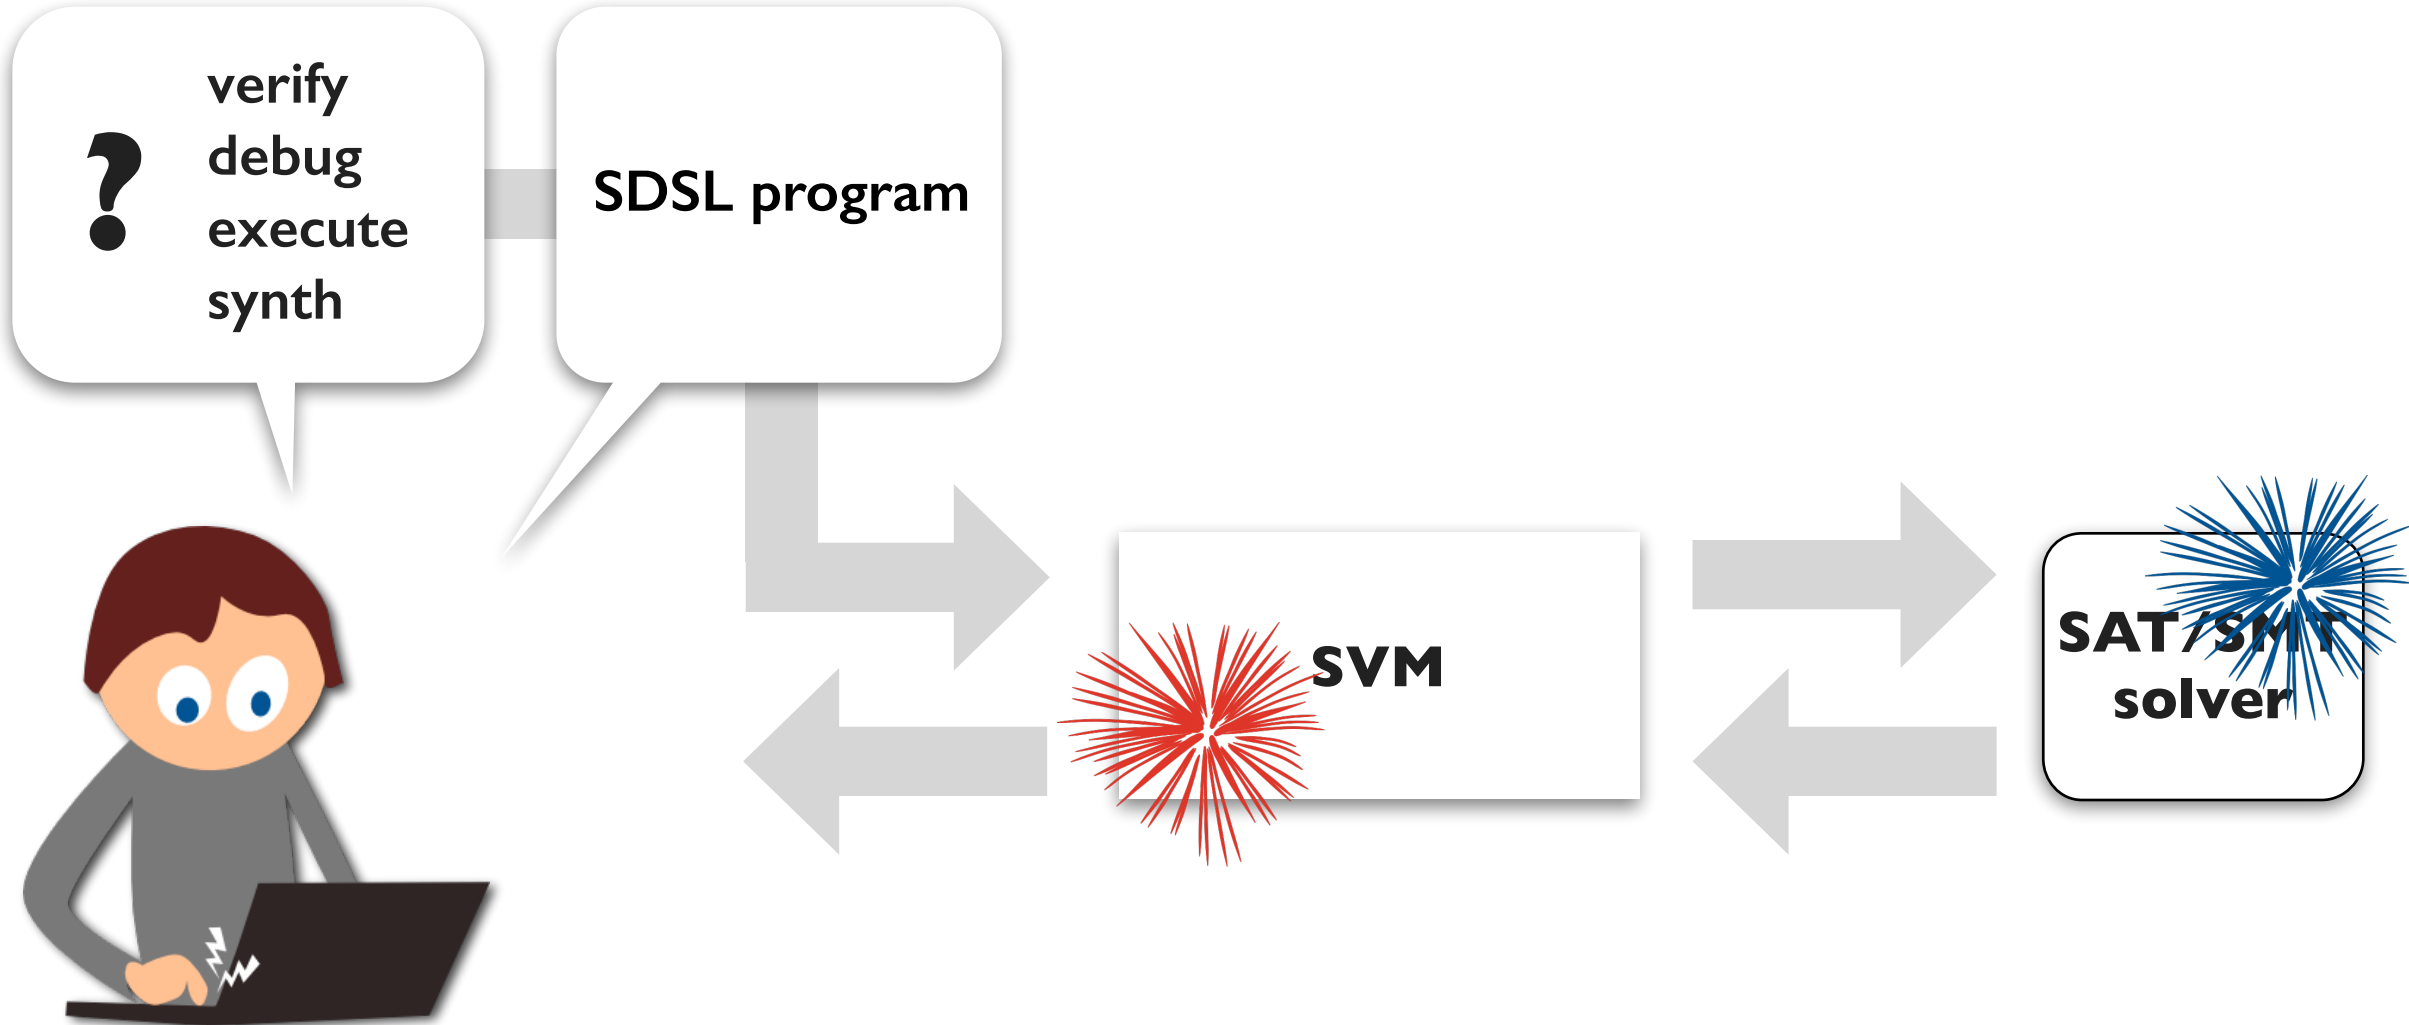 ?
verify
debug
execute
synth
SDSL program
SVM
SAT/SMT
solver